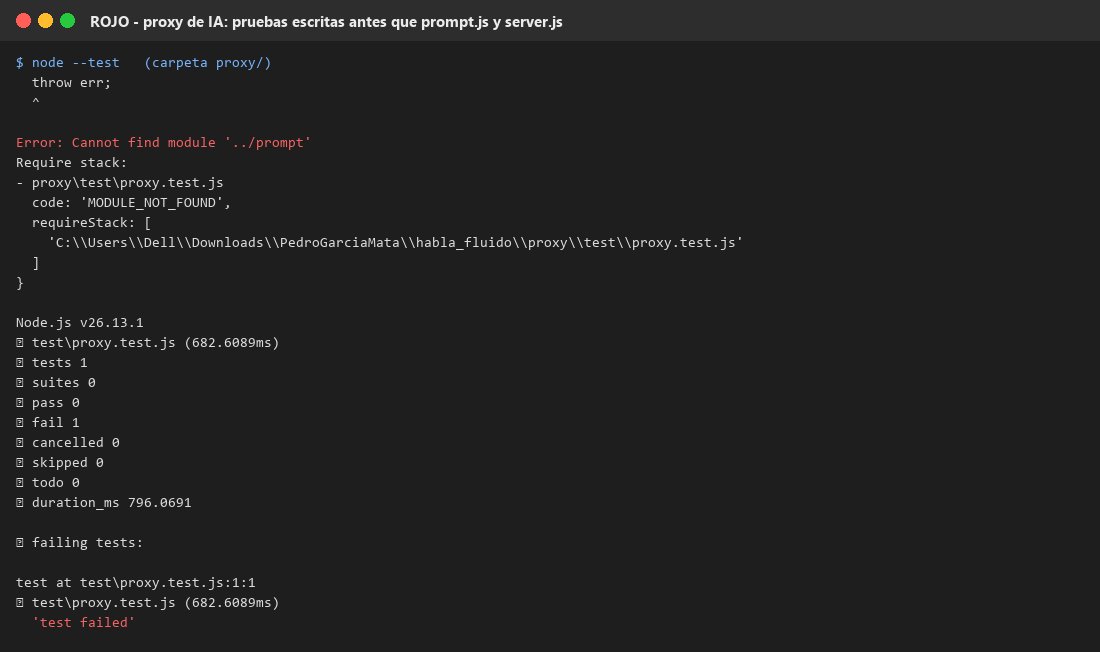 ROJO - proxy de IA: pruebas escritas antes que prompt.js y server.js
$ node --test   (carpeta proxy/)
  throw err;
  ^
Error: Cannot find module '../prompt'
Require stack:
- proxy\test\proxy.test.js
  code: 'MODULE_NOT_FOUND',
  requireStack: [
    'C:\\Users\\Dell\\Downloads\\PedroGarciaMata\\habla_fluido\\proxy\\test\\proxy.test.js'
  ]
}
Node.js v26.13.1
⍰ test\proxy.test.js (682.6089ms)
⍰ tests 1
⍰ suites 0
⍰ pass 0
⍰ fail 1
⍰ cancelled 0
⍰ skipped 0
⍰ todo 0
⍰ duration_ms 796.0691
⍰ failing tests:
test at test\proxy.test.js:1:1
⍰ test\proxy.test.js (682.6089ms)
  'test failed'